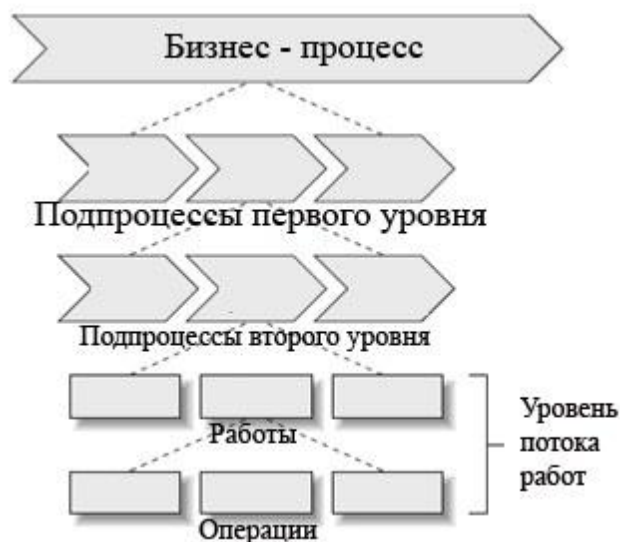 Бизнес - процесс
Подпроцессы первого уровня
Подпроцессы второго уровня
Работы
Уровень
потока
работ
Операции